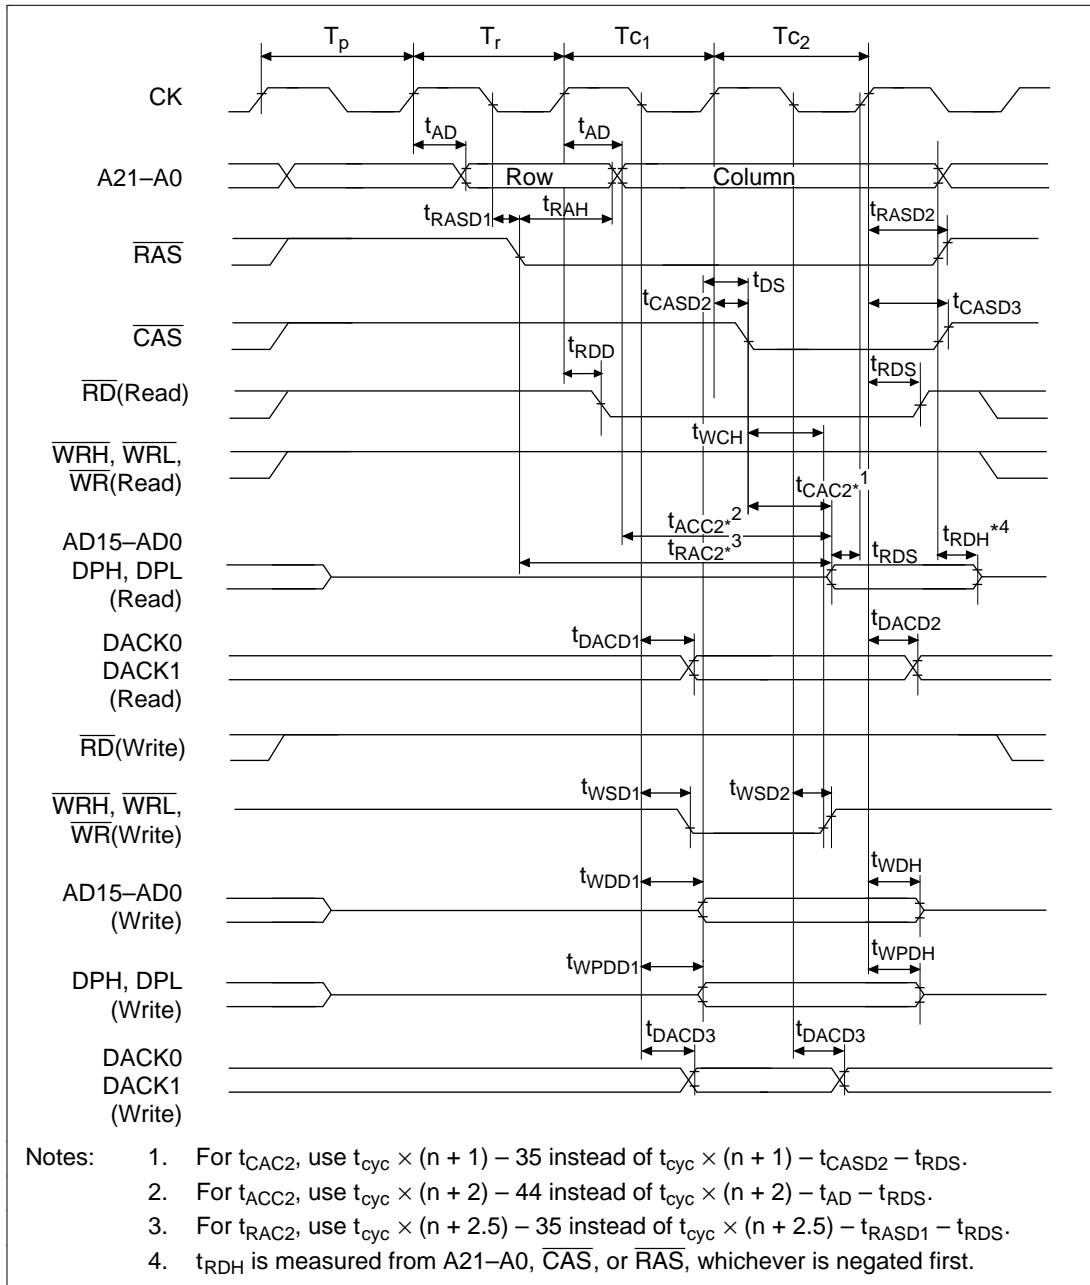 Tp Tr Tc1 Tc2
CK
tAD tAD
A21–A0 Row Column
tRASD1 tRAH tRASD2
RAS
tDS
tCASD2 tCASD3
CAS
tRDD tRDS
RD(Read)
tWCH
WRH, WRL,
WR(Read)
tCAC2*1
tACC2*2
AD15–AD0
tRAC2*3 tRDS tRDH*4
DPH, DPL
(Read)
DACK0
tDACD1 tDACD2
DACK1
(Read)
RD(Write)
tWSD1 tWSD2
WRH, WRL,
WR(Write)
tWDD1 tWDH
AD15–AD0
(Write)
tWPDD1 tWPDH
DPH, DPL
(Write)
tDACD3 tDACD3
DACK0
DACK1
(Write)
Notes: 1. For tCAC2, use tcyc × (n + 1) – 35 instead of tcyc × (n + 1) – tCASD2 – tRDS.
2. For tACC2, use tcyc × (n + 2) – 44 instead of tcyc × (n + 2) – tAD – tRDS.
3. For tRAC2, use tcyc × (n + 2.5) – 35 instead of tcyc × (n + 2.5) – tRASD1 – tRDS.
4. tRDH is measured from A21–A0, CAS, or RAS, whichever is negated first.